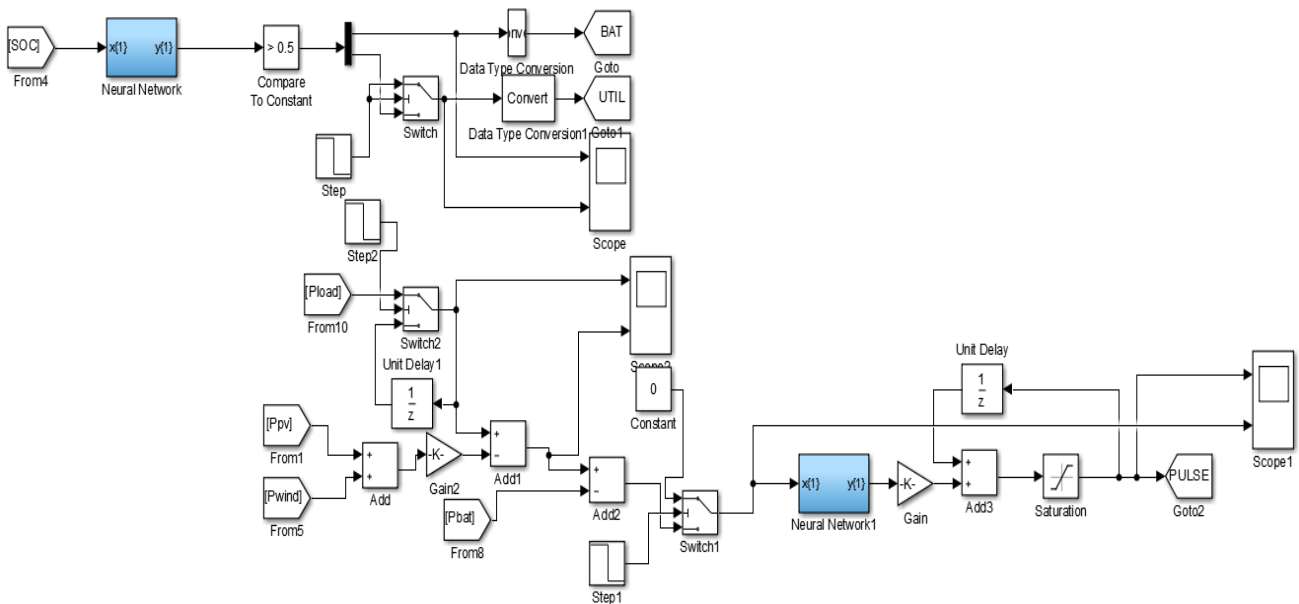 [SOC]
From4
x{1} y{1}
Neural Network
> 0.5
Compare
To Constant
nv
Data Type Conversion
BAT
Goto
Switch
Convert
Data Type Conversion1
UTIL
Goto1
Step
Scope
Step2
[Pload]
From10
Switch2
Unit Delay1
1
z
Scope2
0
Constant
[Ppv]
From1
+
+
Add
-K-
Gain2
+
−
Add1
[Pwind]
From5
[Pbat]
From8
+
−
Add2
Switch1
Step1
x{1} y{1}
Neural Network1
-K-
Gain
Unit Delay
1
z
+
+
Add3
Saturation
PULSE
Goto2
Scope1